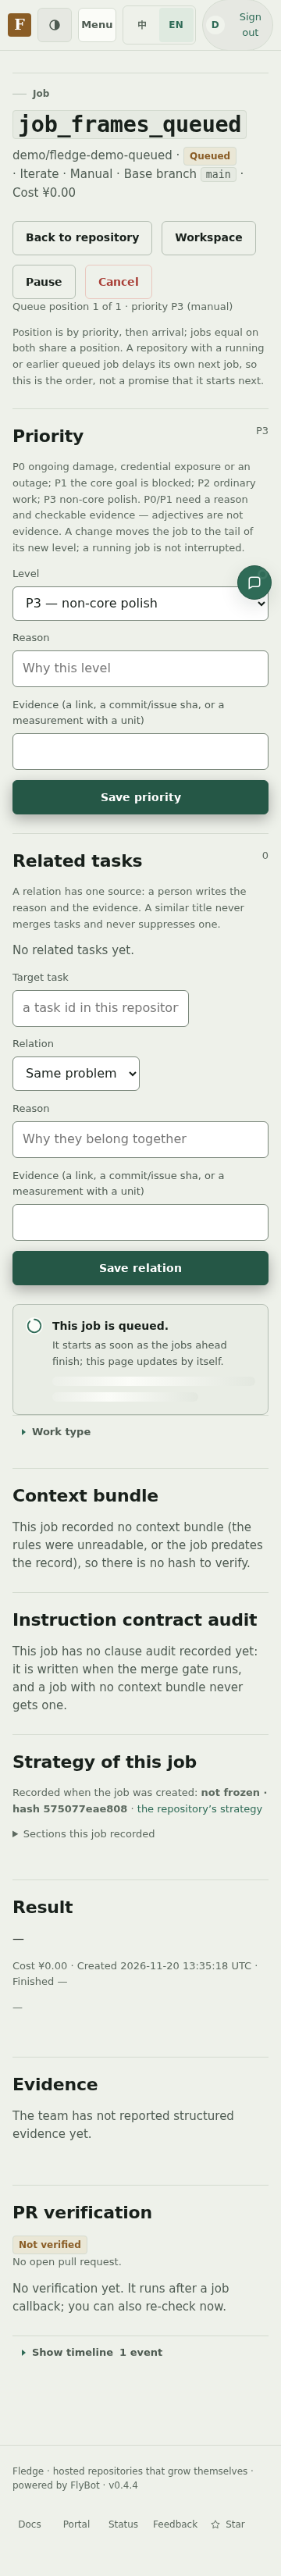 F Menu 中 EN D Sign out
Job
job_frames_queued
demo/fledge-demo-queued · Queued
· Iterate · Manual · Base branch main ·
Cost ¥0.00
Back to repository Workspace
Pause Cancel
Queue position 1 of 1 · priority P3 (manual)
Position is by priority, then arrival; jobs equal on
both share a position. A repository with a running
or earlier queued job delays its own next job, so
this is the order, not a promise that it starts next.
Priority P3
P0 ongoing damage, credential exposure or an
outage; P1 the core goal is blocked; P2 ordinary
work; P3 non-core polish. P0/P1 need a reason
and checkable evidence — adjectives are not
evidence. A change moves the job to the tail of
its new level; a running job is not interrupted.
Level
P3 — non-core polish
Reason
Why this level
Evidence (a link, a commit/issue sha, or a
measurement with a unit)
Save priority
Related tasks 0
A relation has one source: a person writes the
reason and the evidence. A similar title never
merges tasks and never suppresses one.
No related tasks yet.
Target task
a task id in this repositor
Relation
Same problem
Reason
Why they belong together
Evidence (a link, a commit/issue sha, or a
measurement with a unit)
Save relation
This job is queued.
It starts as soon as the jobs ahead
finish; this page updates by itself.
Work type
Context bundle
This job recorded no context bundle (the
rules were unreadable, or the job predates
the record), so there is no hash to verify.
Instruction contract audit
This job has no clause audit recorded yet:
it is written when the merge gate runs,
and a job with no context bundle never
gets one.
Strategy of this job
Recorded when the job was created: not frozen ·
hash 575077eae808 · the repository's strategy
Sections this job recorded
Result
—
Cost ¥0.00 · Created 2026-11-20 13:35:18 UTC ·
Finished —
—
Evidence
The team has not reported structured
evidence yet.
PR verification
Not verified
No open pull request.
No verification yet. It runs after a job
callback; you can also re-check now.
Show timeline 1 event
Fledge · hosted repositories that grow themselves ·
powered by FlyBot · v0.4.4
Docs Portal Status Feedback Star